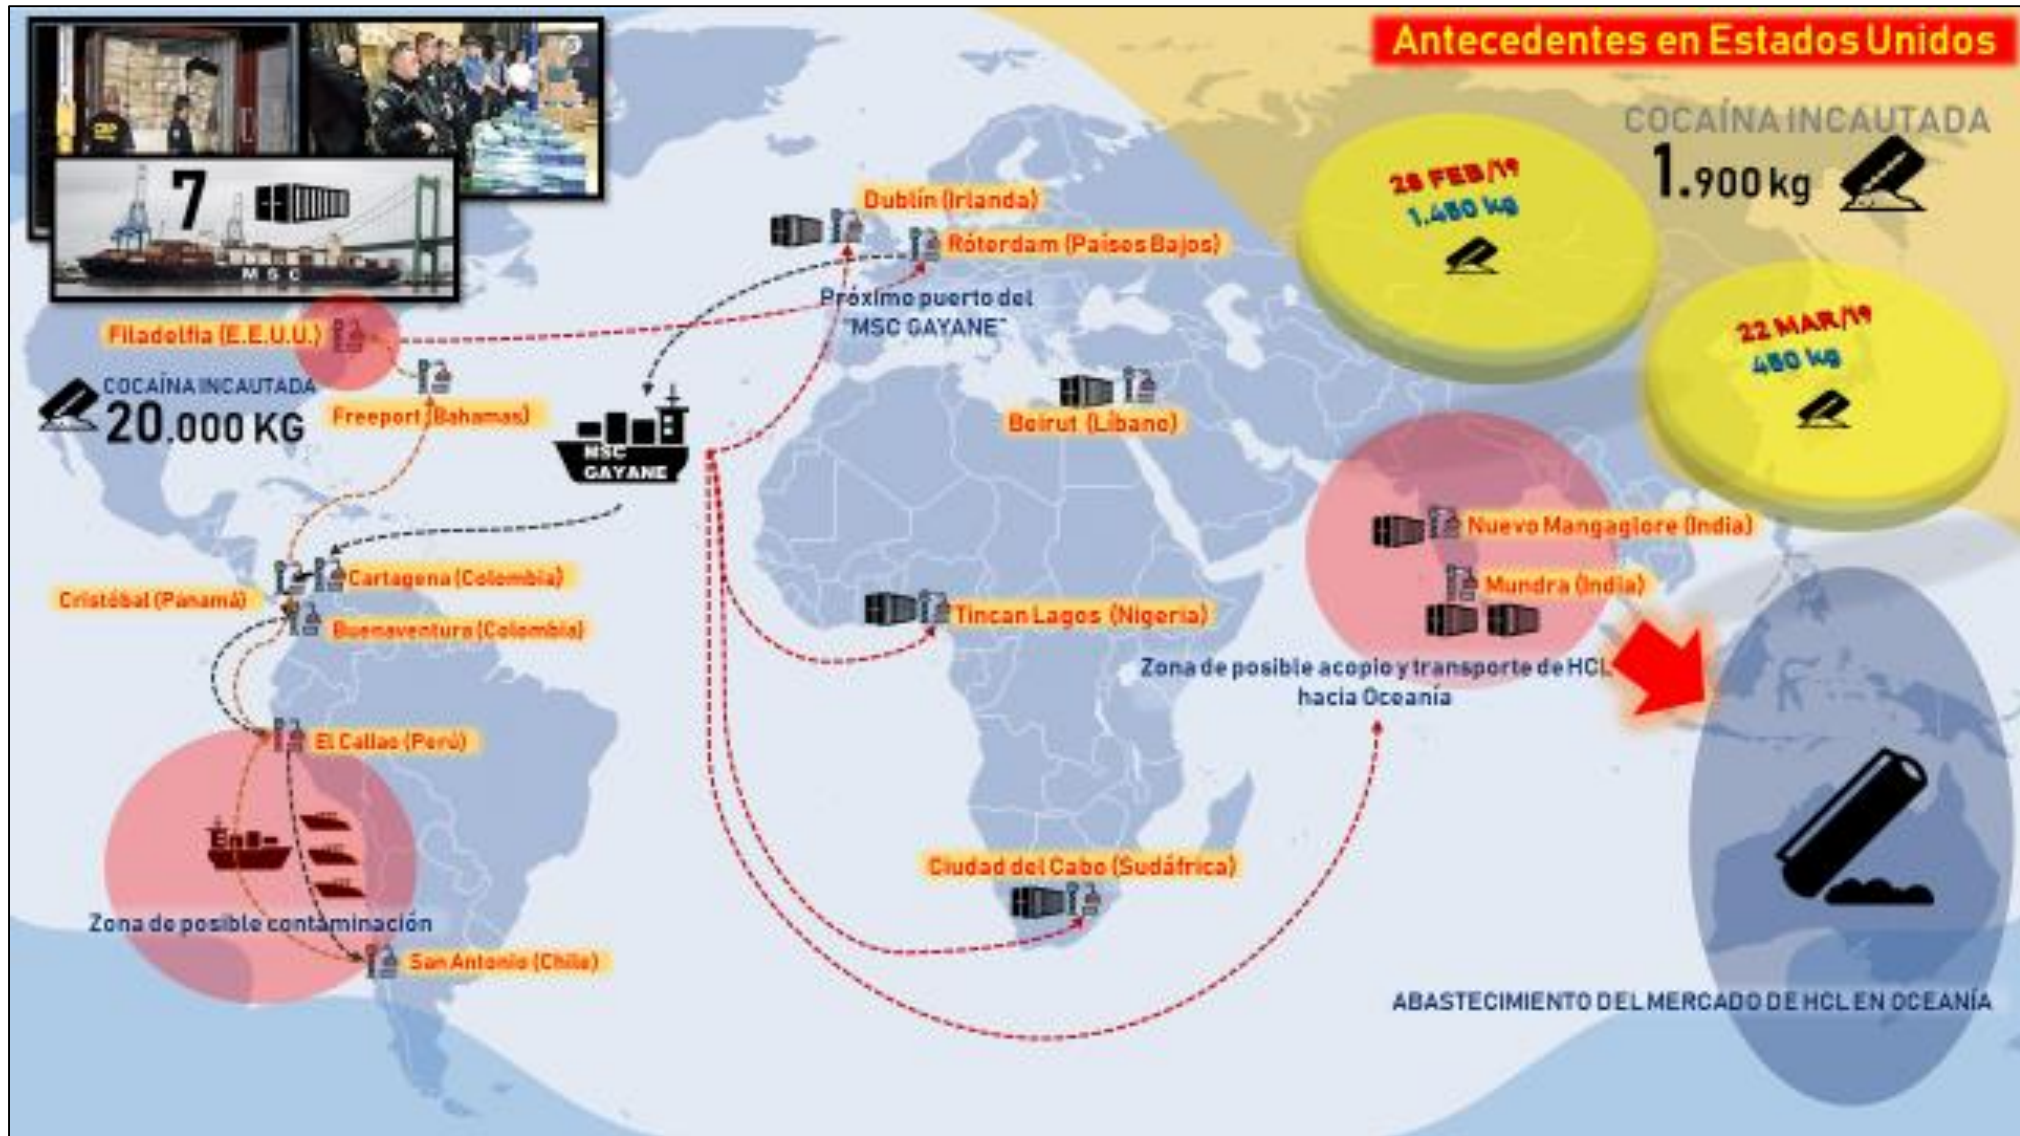 Antecedentes en Estados Unidos
COCAÍNA INCAUTADA
1.900 kg
28 FEB/19
1.450 kg
22 MAR/19
450 kg
7
MSC
Dublín (Irlanda)
Róterdam (Países Bajos)
Próximo puerto del
"MSC GAYANE"
Filadelfia (E.E.U.U.)
COCAÍNA INCAUTADA
20.000 KG
Freeport (Bahamas)
MSC
GAYANE
Beirut (Líbano)
Nuevo Mangaglore (India)
Mundra (India)
Cartagena (Colombia)
Cristóbal (Panamá)
Buenaventura (Colombia)
Tincan Lagos (Nigeria)
Zona de posible acopio y transporte de HCL
hacia Oceanía
El Callao (Perú)
Ciudad del Cabo (Sudáfrica)
Zona de posible contaminación
San Antonio (Chile)
ABASTECIMIENTO DEL MERCADO DE HCL EN OCEANÍA